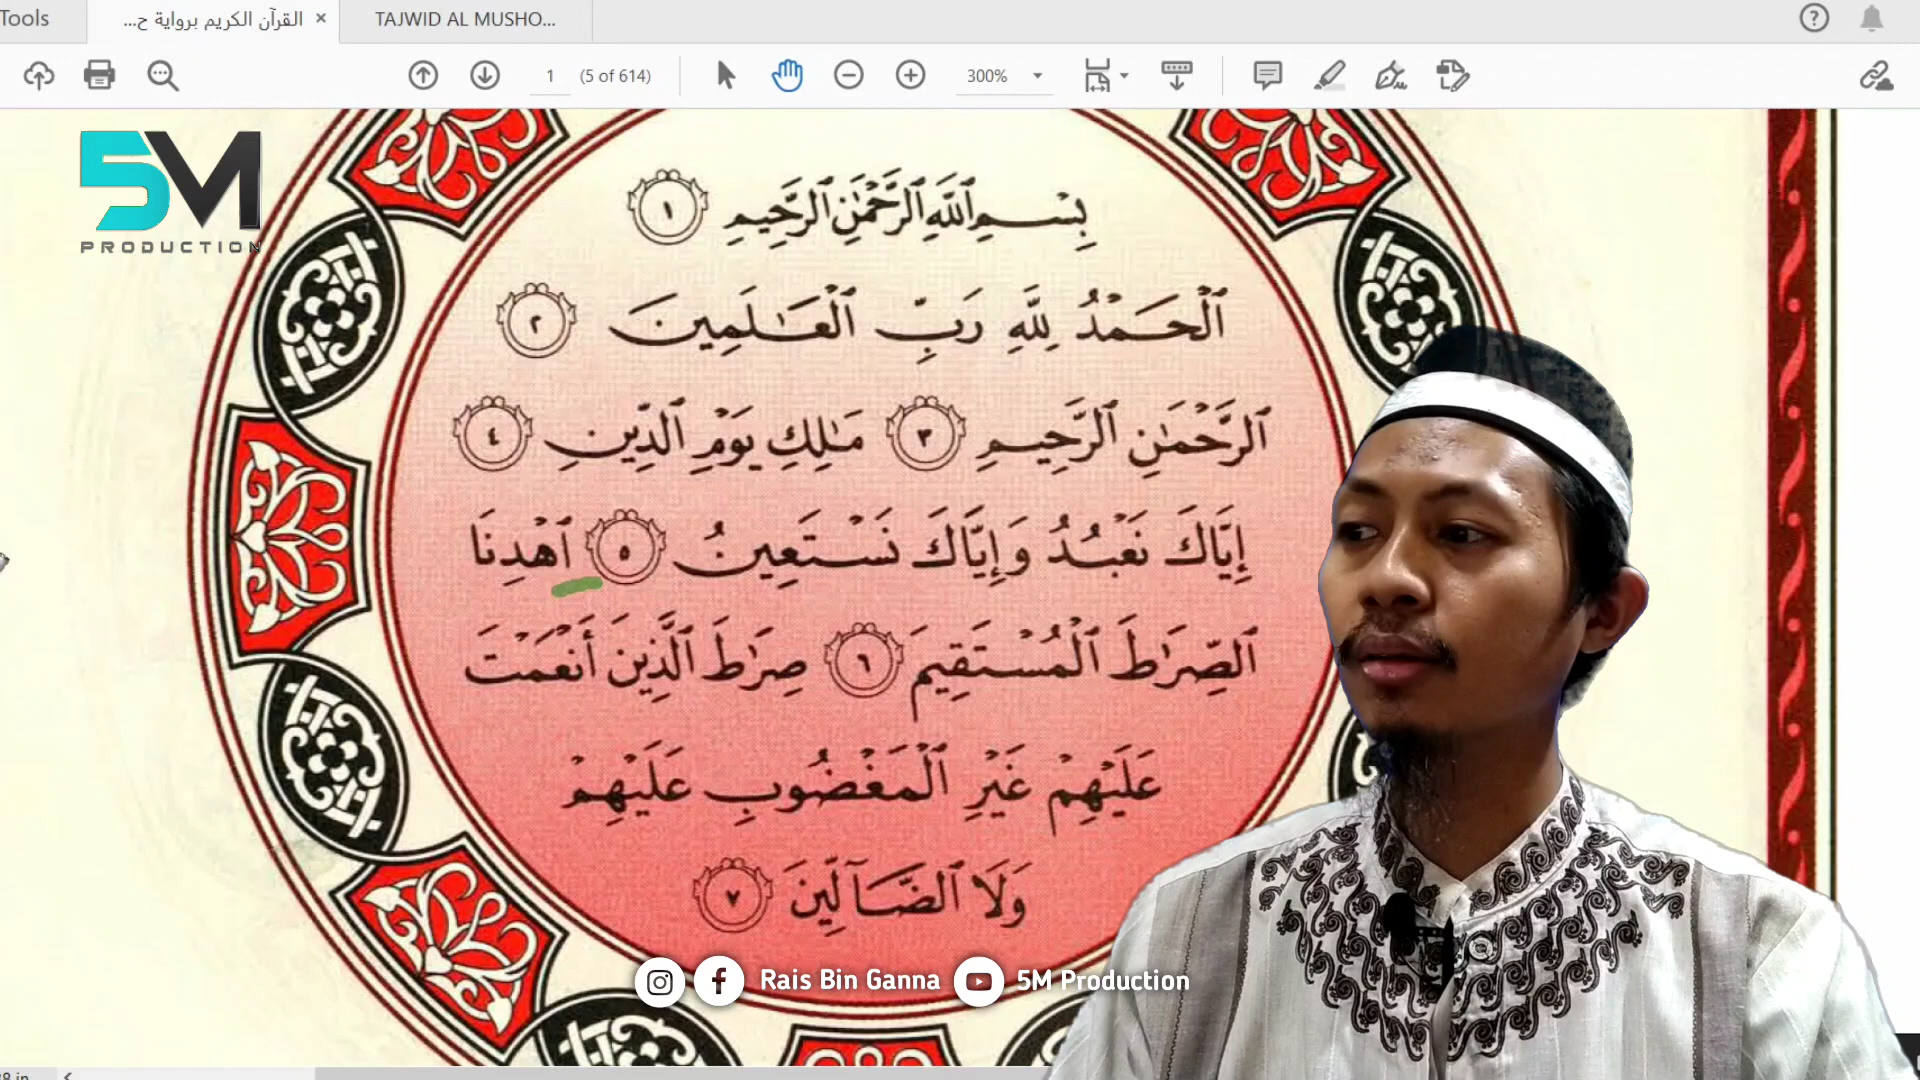 Tools
القرآن الكريم برواية ح...
TAJWID AL MUSHO...
1 (5 of 614)
300%
5M
PRODUCTION
بِسْمِ ٱللَّهِ ٱلرَّحْمَٰنِ ٱلرَّحِيمِ ١
ٱلْحَمْدُ لِلَّهِ رَبِّ ٱلْعَٰلَمِينَ ٢
ٱلرَّحْمَٰنِ ٱلرَّحِيمِ ٣ مَٰلِكِ يَوْمِ ٱلدِّينِ ٤
إِيَّاكَ نَعْبُدُ وَإِيَّاكَ نَسْتَعِينُ ٥ ٱهْدِنَا
ٱلصِّرَٰطَ ٱلْمُسْتَقِيمَ ٦ صِرَٰطَ ٱلَّذِينَ أَنْعَمْتَ
عَلَيْهِمْ غَيْرِ ٱلْمَغْضُوبِ عَلَيْهِمْ
وَلَا ٱلضَّآلِّينَ ٧
Rais Bin Ganna 5M Production